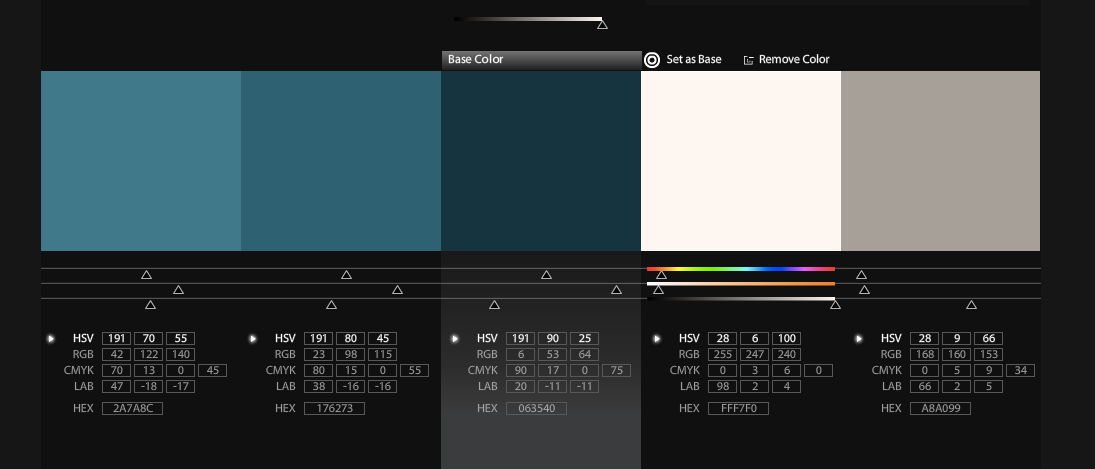 Base Color Set as Base Remove Color
HSV 191 70 55 HSV 191 80 45 HSV 191 90 25 HSV 28 6 100 HSV 28 9 66
RGB 42 122 140 RGB 23 98 115 RGB 6 53 64 RGB 255 247 240 RGB 168 160 153
CMYK 70 13 0 45 CMYK 80 15 0 55 CMYK 90 17 0 75 CMYK 0 3 6 0 CMYK 0 5 9 34
LAB 47 -18 -17 LAB 38 -16 -16 LAB 20 -11 -11 LAB 98 2 4 LAB 66 2 5
HEX 2A7A8C HEX 176273 HEX 063540 HEX FFF7F0 HEX A8A099